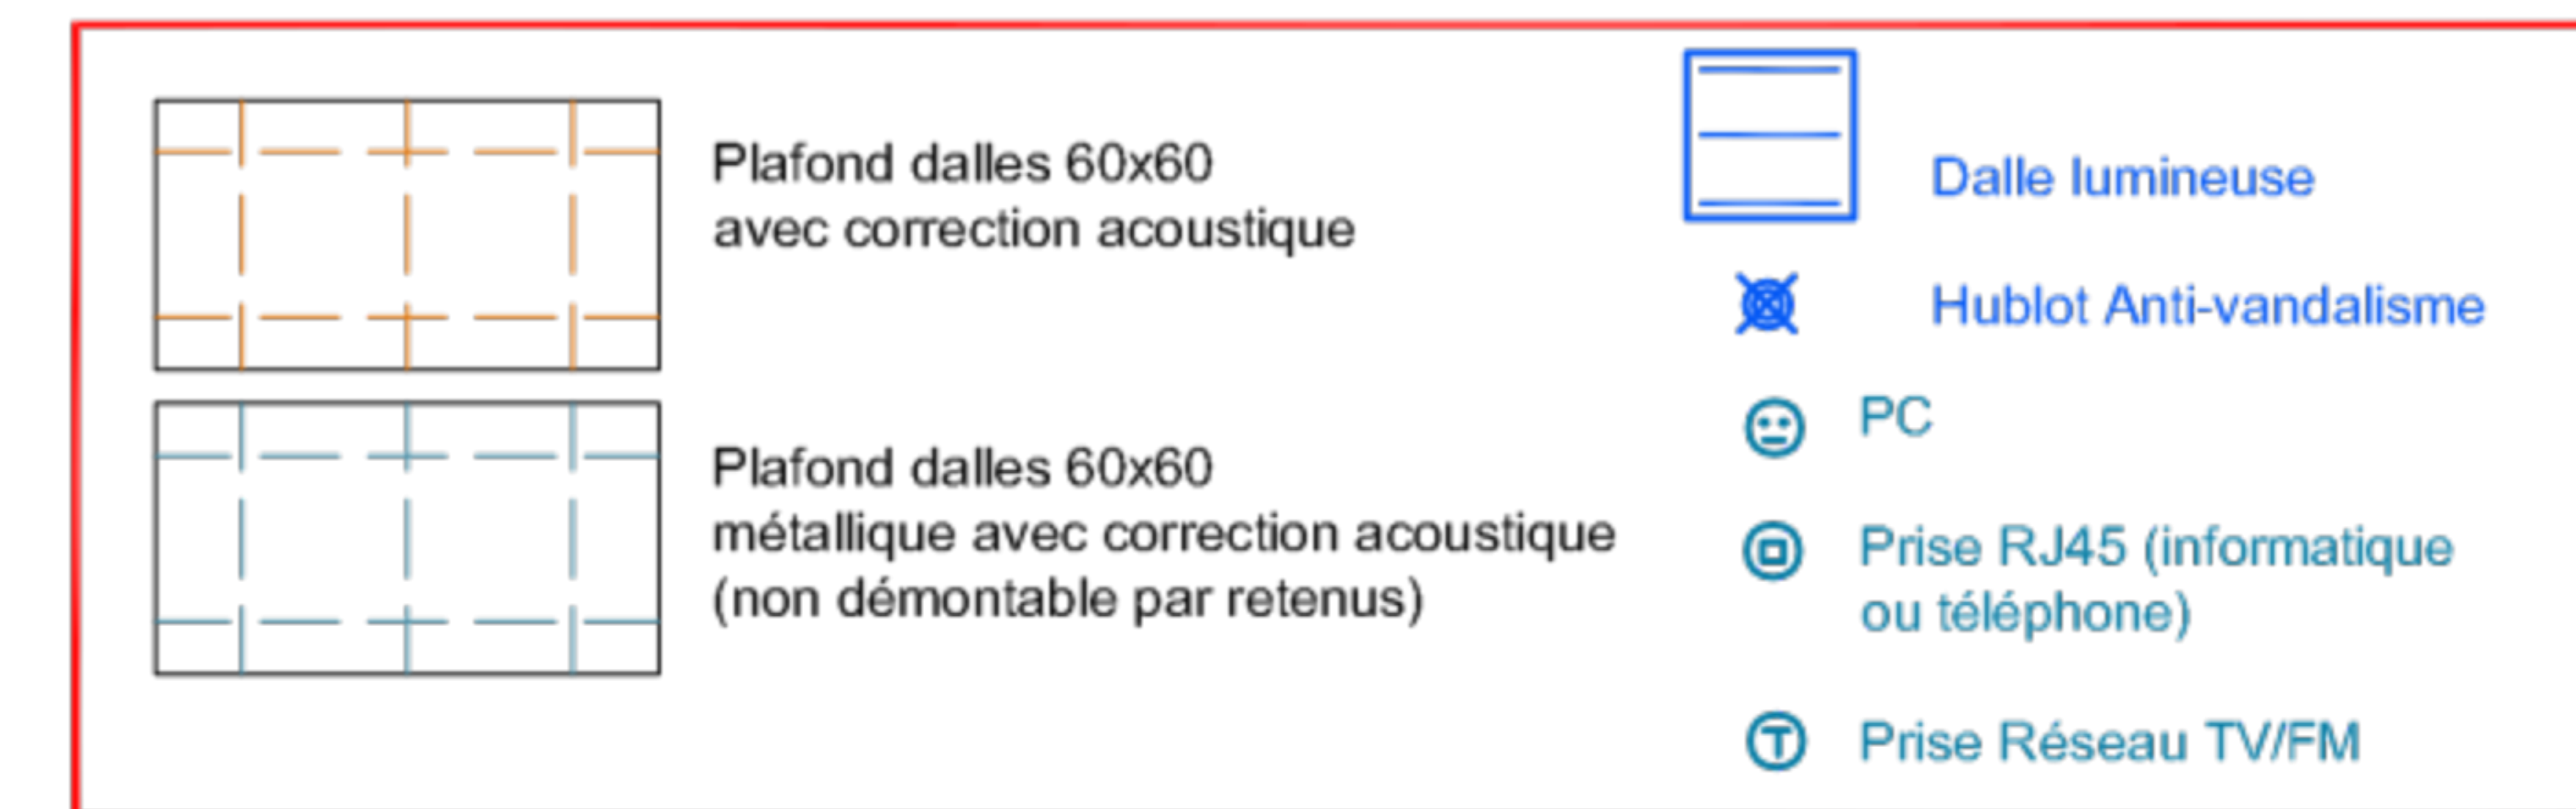 Plafond dalles 60x60
avec correction acoustique
Plafond dalles 60x60
métallique avec correction acoustique
(non démontable par retenus)
Dalle lumineuse
Hublot Anti-vandalisme
PC
Prise RJ45 (informatique
ou téléphone)
T
Prise Réseau TV/FM